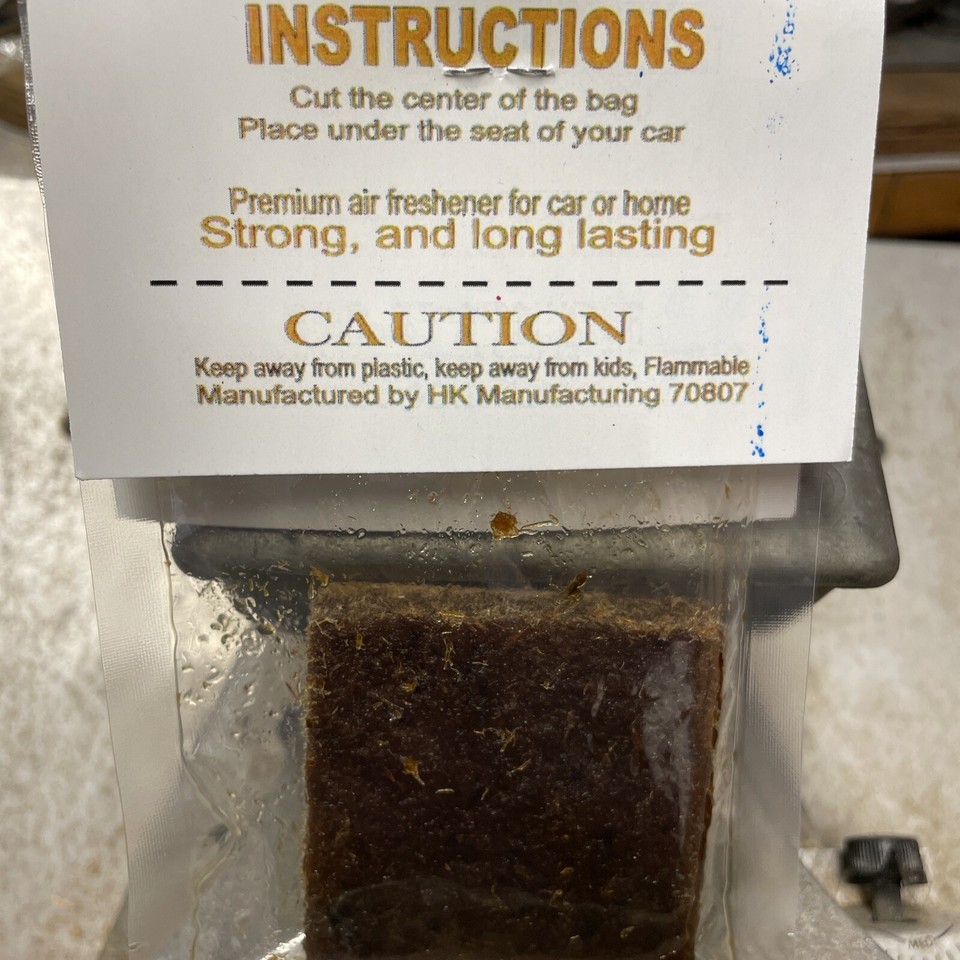 INSTRUCTIONS
Cut the center of the bag
Place under the seat of your car
Premium air freshener for car or home
Strong, and long lasting
CAUTION
Keep away from plastic, keep away from kids, Flammable
Manufactured by HK Manufacturing 70807